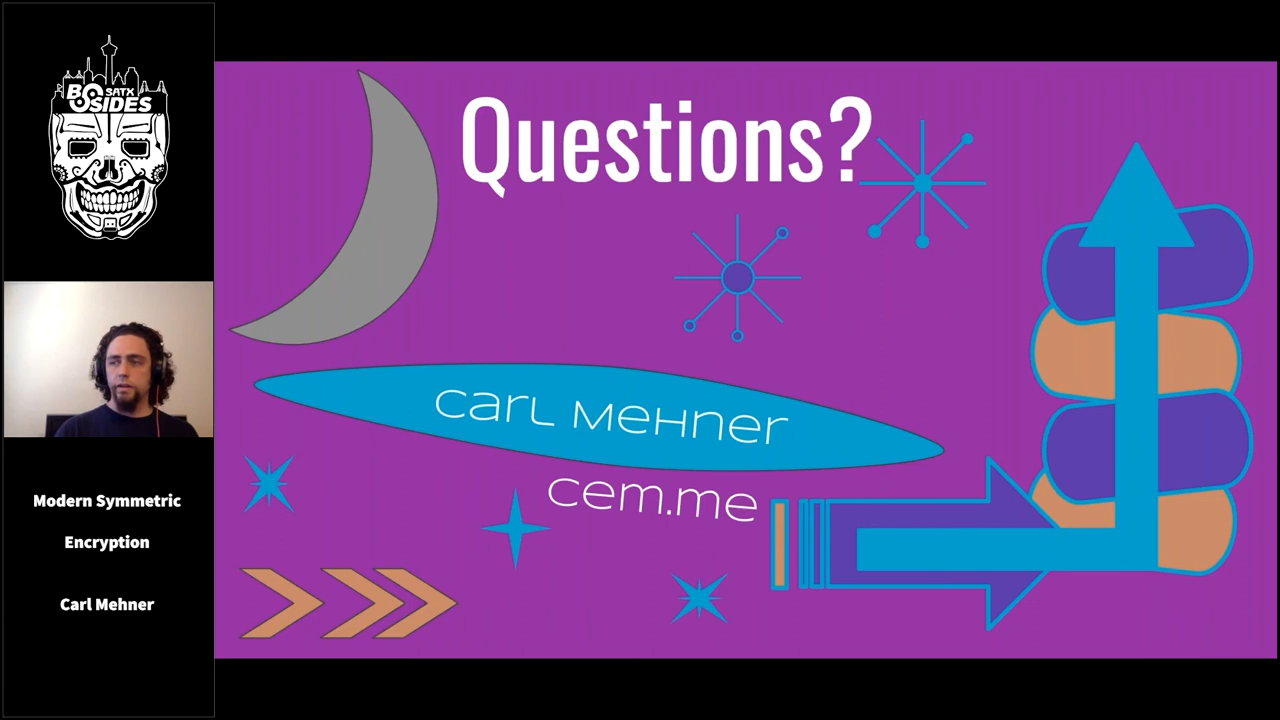 BSIDES
SATX
Modern Symmetric
Encryption
Carl Mehner
Questions?
carl mehner
cem.me